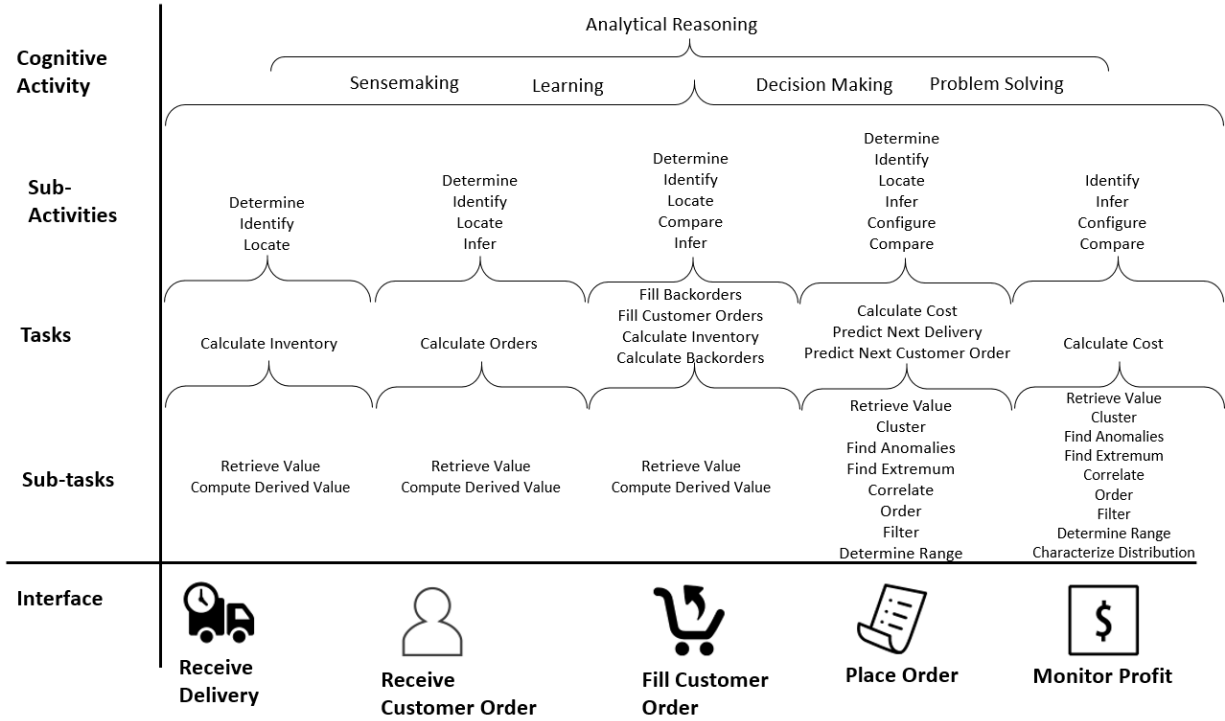 Cognitive
Activity
Analytical Reasoning
Sensemaking
Learning
Decision Making
Problem Solving
Sub-
Activities
Determine
Identify
Locate
Determine
Identify
Locate
Infer
Determine
Identify
Locate
Compare
Infer
Determine
Identify
Locate
Infer
Configure
Compare
Identify
Infer
Configure
Compare
Tasks
Calculate Inventory
Calculate Orders
Fill Backorders
Fill Customer Orders
Calculate Inventory
Calculate Backorders
Calculate Cost
Predict Next Delivery
Predict Next Customer Order
Calculate Cost
Sub-tasks
Retrieve Value
Compute Derived Value
Retrieve Value
Compute Derived Value
Retrieve Value
Compute Derived Value
Retrieve Value
Cluster
Find Anomalies
Find Extremum
Correlate
Order
Filter
Determine Range
Retrieve Value
Cluster
Find Anomalies
Find Extremum
Correlate
Order
Filter
Determine Range
Characterize Distribution
Interface
$
Receive
Delivery
Receive
Customer Order
Fill Customer
Order
Place Order
Monitor Profit